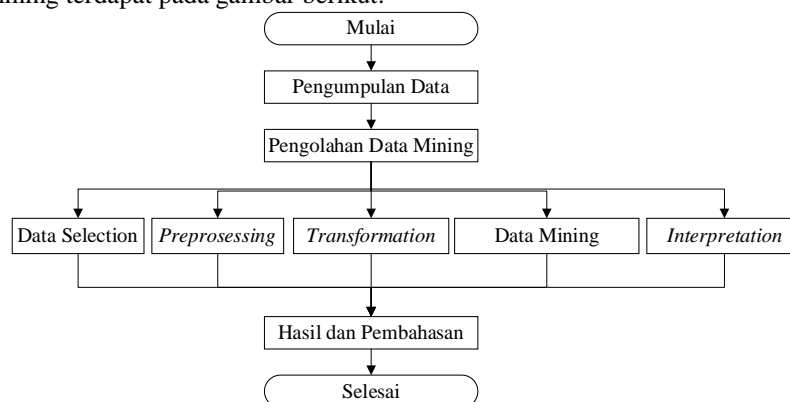 terdapat pada gambar berikut:
Mulai
Pengumpulan Data
Pengolahan Data Mining
Data Selection
Preprosessing
Transformation
Data Mining
Interpretation
Hasil dan Pembahasan
Selesai